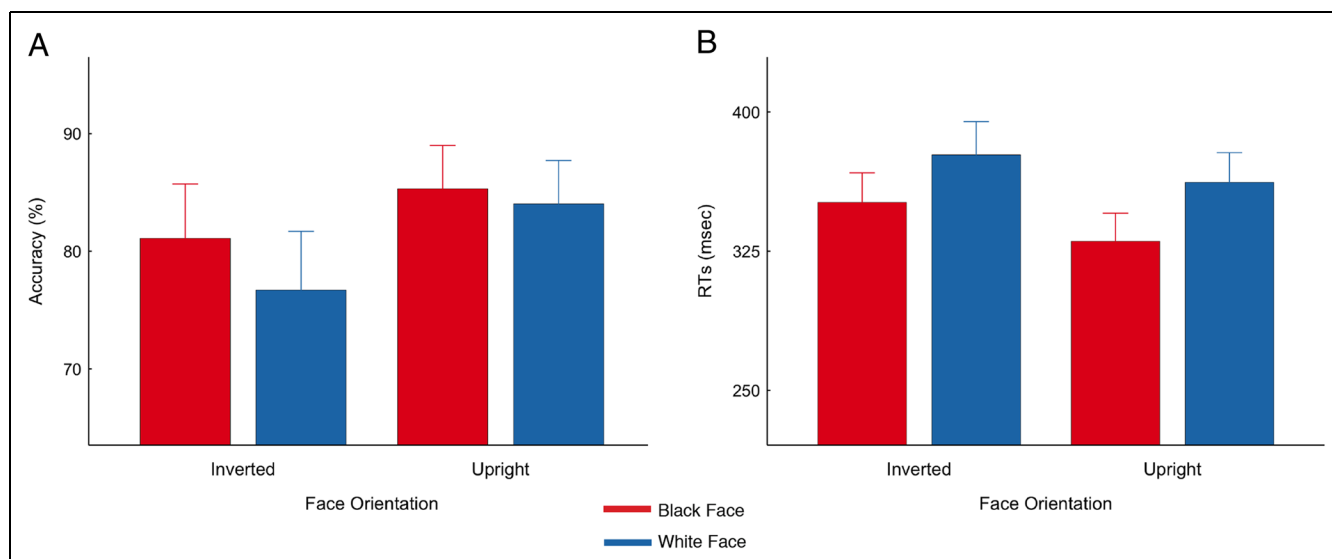 A
90
80
70
Accuracy (%)
Inverted
Upright
Face Orientation
B
400
325
250
RTs (msec)
Inverted
Upright
Face Orientation
Black Face
White Face